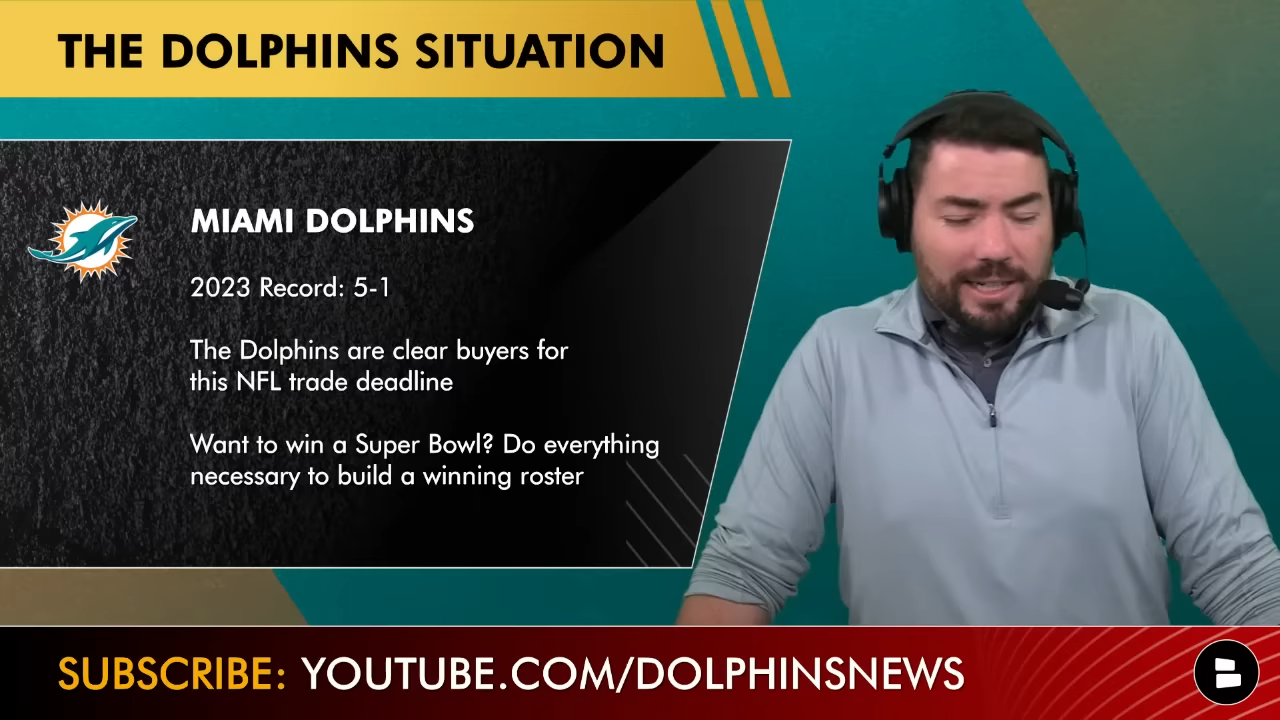 THE DOLPHINS SITUATION
MIAMI DOLPHINS
2023 Record: 5-1
The Dolphins are clear buyers for
this NFL trade deadline
Want to win a Super Bowl? Do everything
necessary to build a winning roster
SUBSCRIBE: YOUTUBE.COM/DOLPHINSNEWS